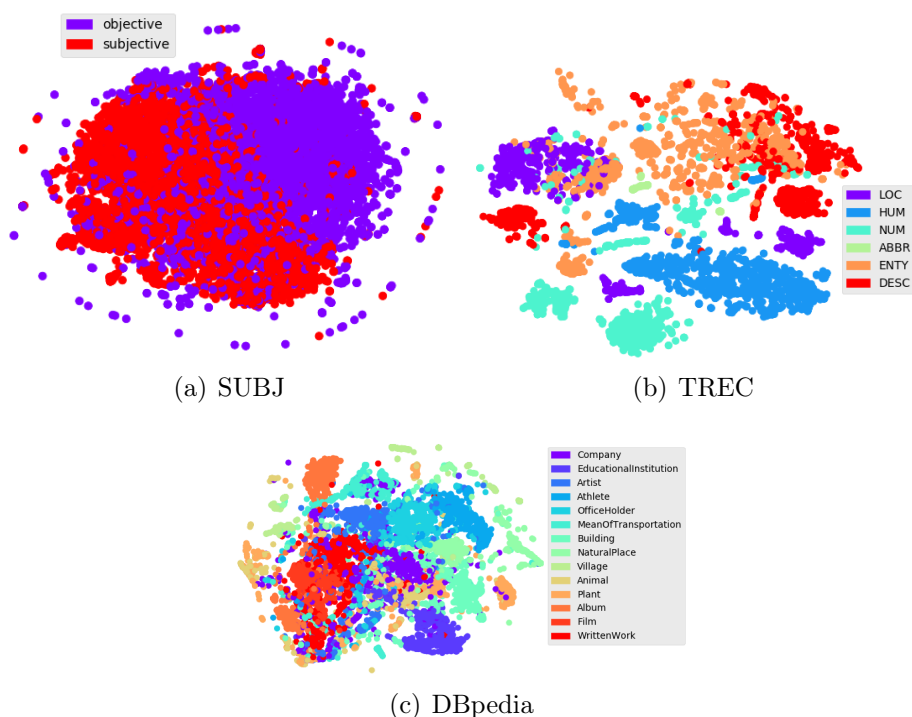 objective
subjective
LOC
HUM
NUM
ABBR
ENTY
DESC
(a) SUBJ
(b) TREC
Company
EducationalInstitution
Artist
Athlete
OfficeHolder
MeanOfTransportation
Building
NaturalPlace
Village
Animal
Plant
Album
Film
WrittenWork
(c) DBpedia